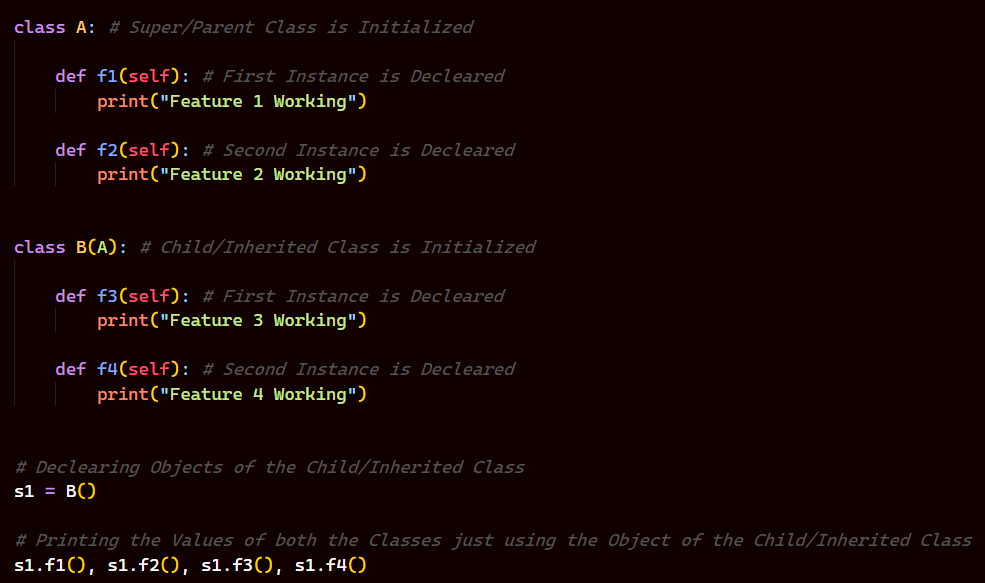 class A: # Super/Parent Class is Initialized
def f1(self): # First Instance is Decleared
print("Feature 1 Working")
def f2(self): # Second Instance is Decleared
print("Feature 2 Working")
class B(A): # Child/Inherited Class is Initialized
def f3(self): # First Instance is Decleared
print("Feature 3 Working")
def f4(self): # Second Instance is Decleared
print("Feature 4 Working")
# Declearing Objects of the Child/Inherited Class
s1 = B()
# Printing the Values of both the Classes just using the Object of the Child/Inherited Class
s1.f1(), s1.f2(), s1.f3(), s1.f4()